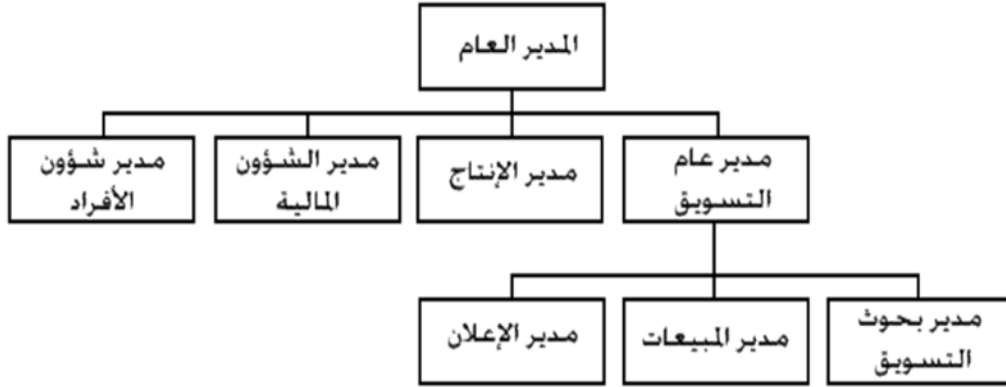 المدير العام
مدير عام
التسويق
مدير الإنتاج
مدير الشؤون
المالية
مدير شؤون
الأفراد
مدير بحوث
التسويق
مدير المبيعات
مدير الإعلان